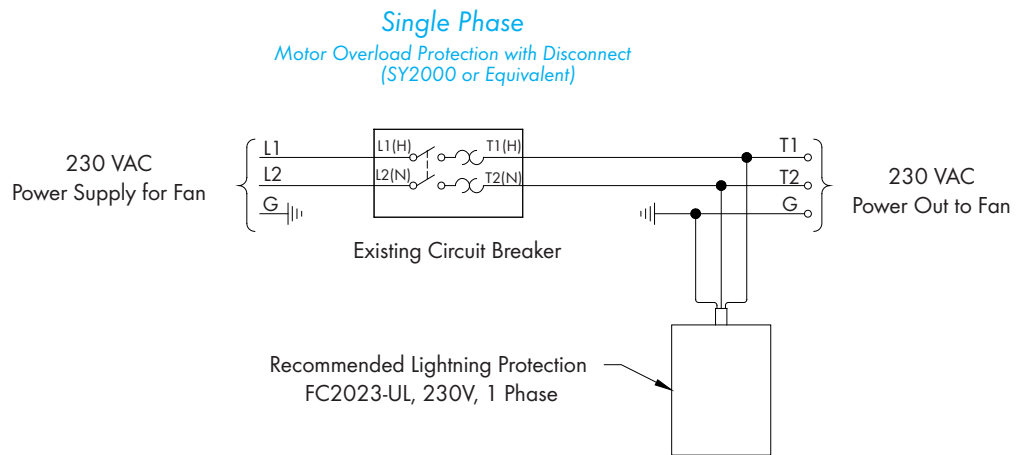 Single Phase
Motor Overload Protection with Disconnect
(SY2000 or Equivalent)
230 VAC
Power Supply for Fan
L1
L2
G
L1(H)
T1(H)
L2(N)
T2(N)
Existing Circuit Breaker
T1
T2
G
230 VAC
Power Out to Fan
Recommended Lightning Protection
FC2023-UL, 230V, 1 Phase